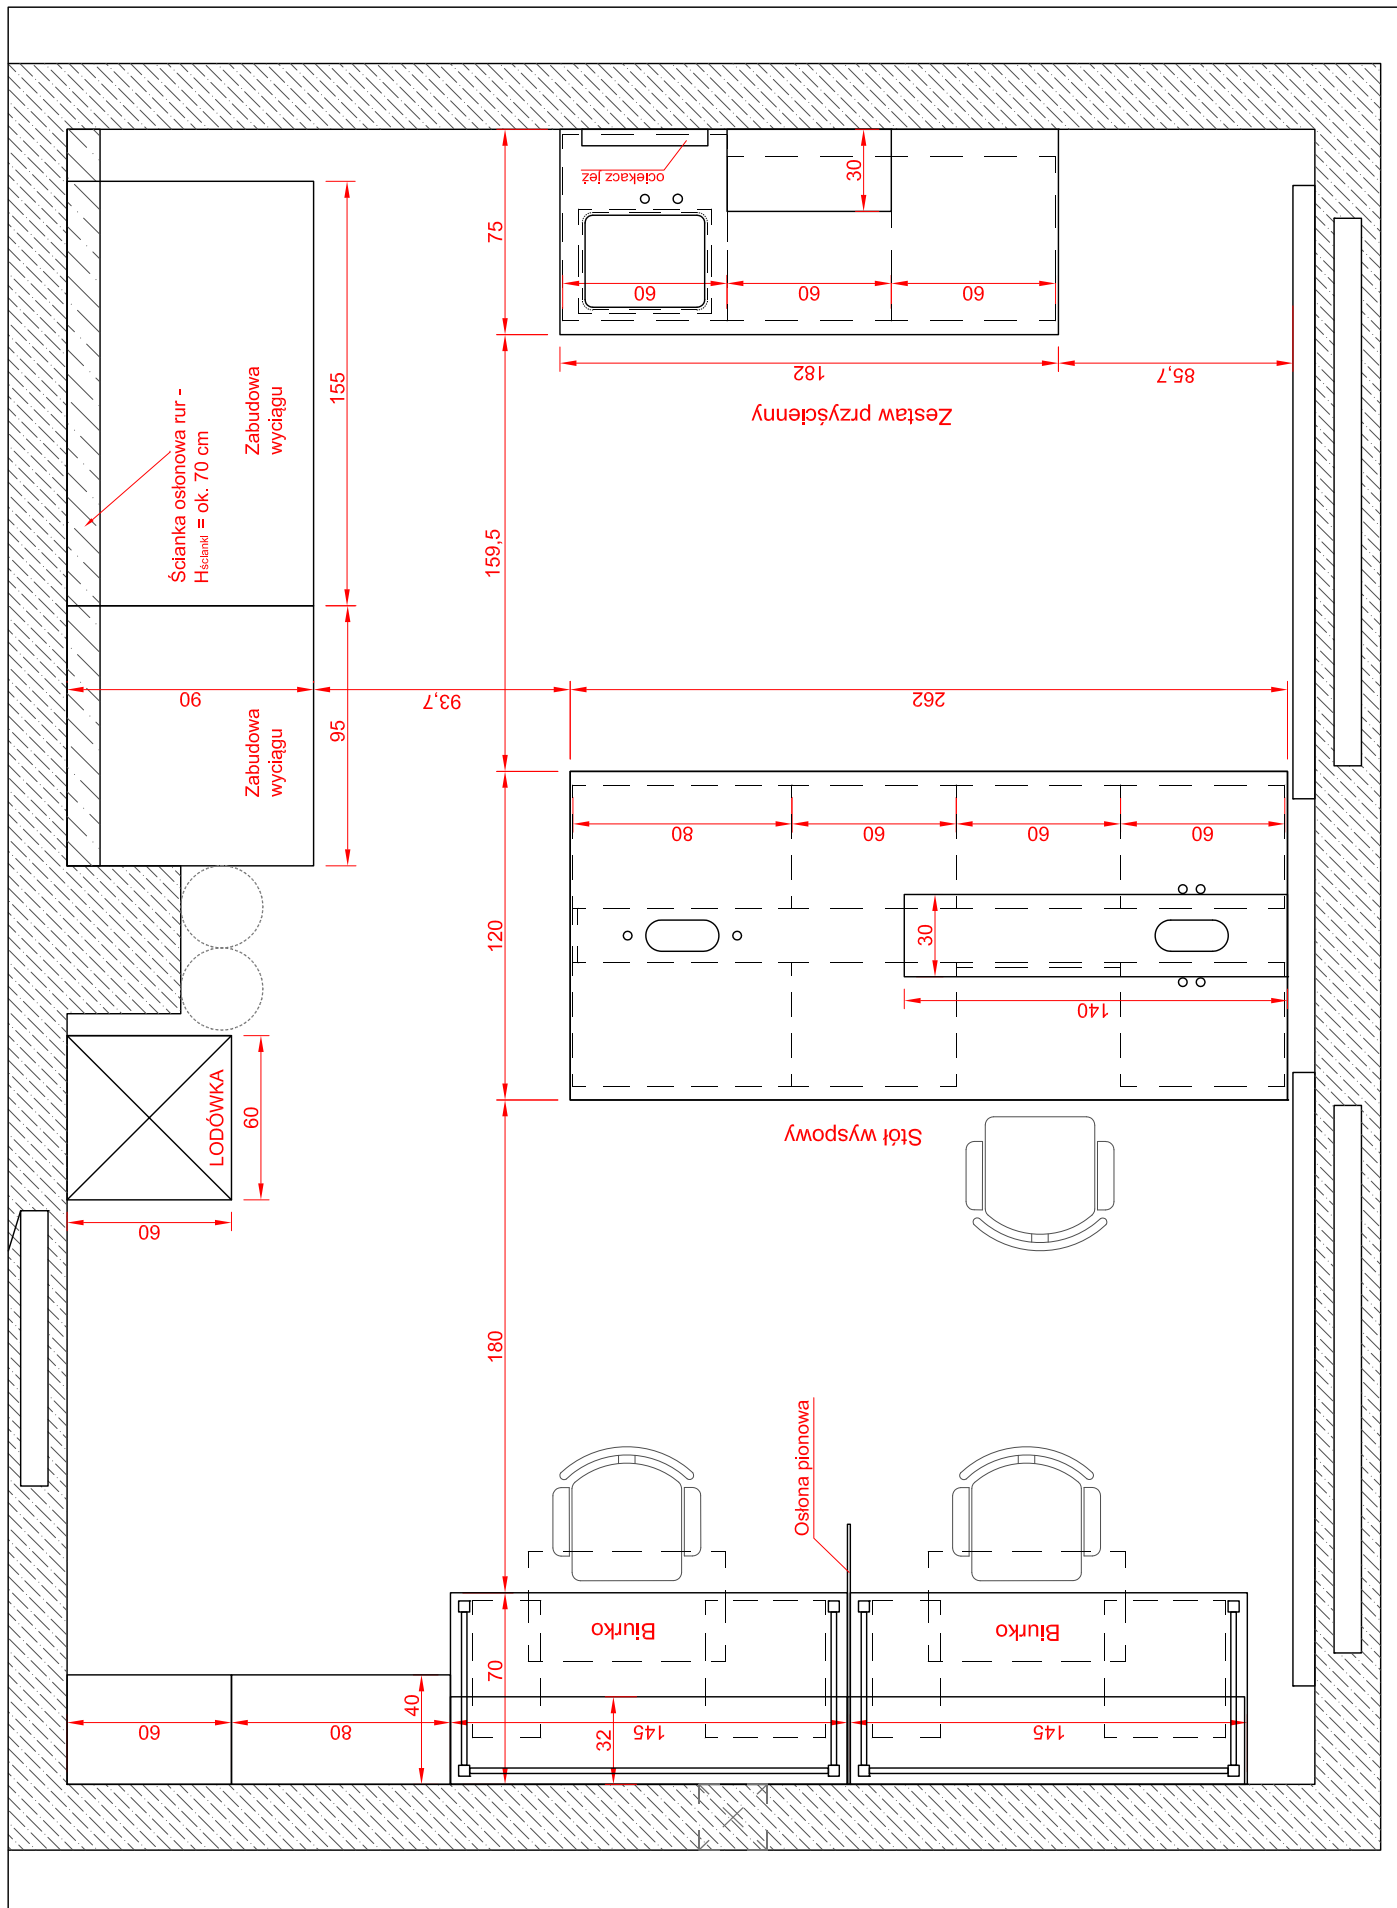 ociekacz jeż
30
75
60
60
60
182
85,7
Zestaw przyścienny
Ścianka osłonowa rur -
Hścianki = ok. 70 cm
Zabudowa
wyciągu
155
159,5
90
93,7
262
Zabudowa
wyciągu
95
80
60
60
60
120
30
140
LODÓWKA
60
60
Stół wyspowy
180
Osłona pionowa
Biurko
Biurko
70
40
32
60
80
145
145